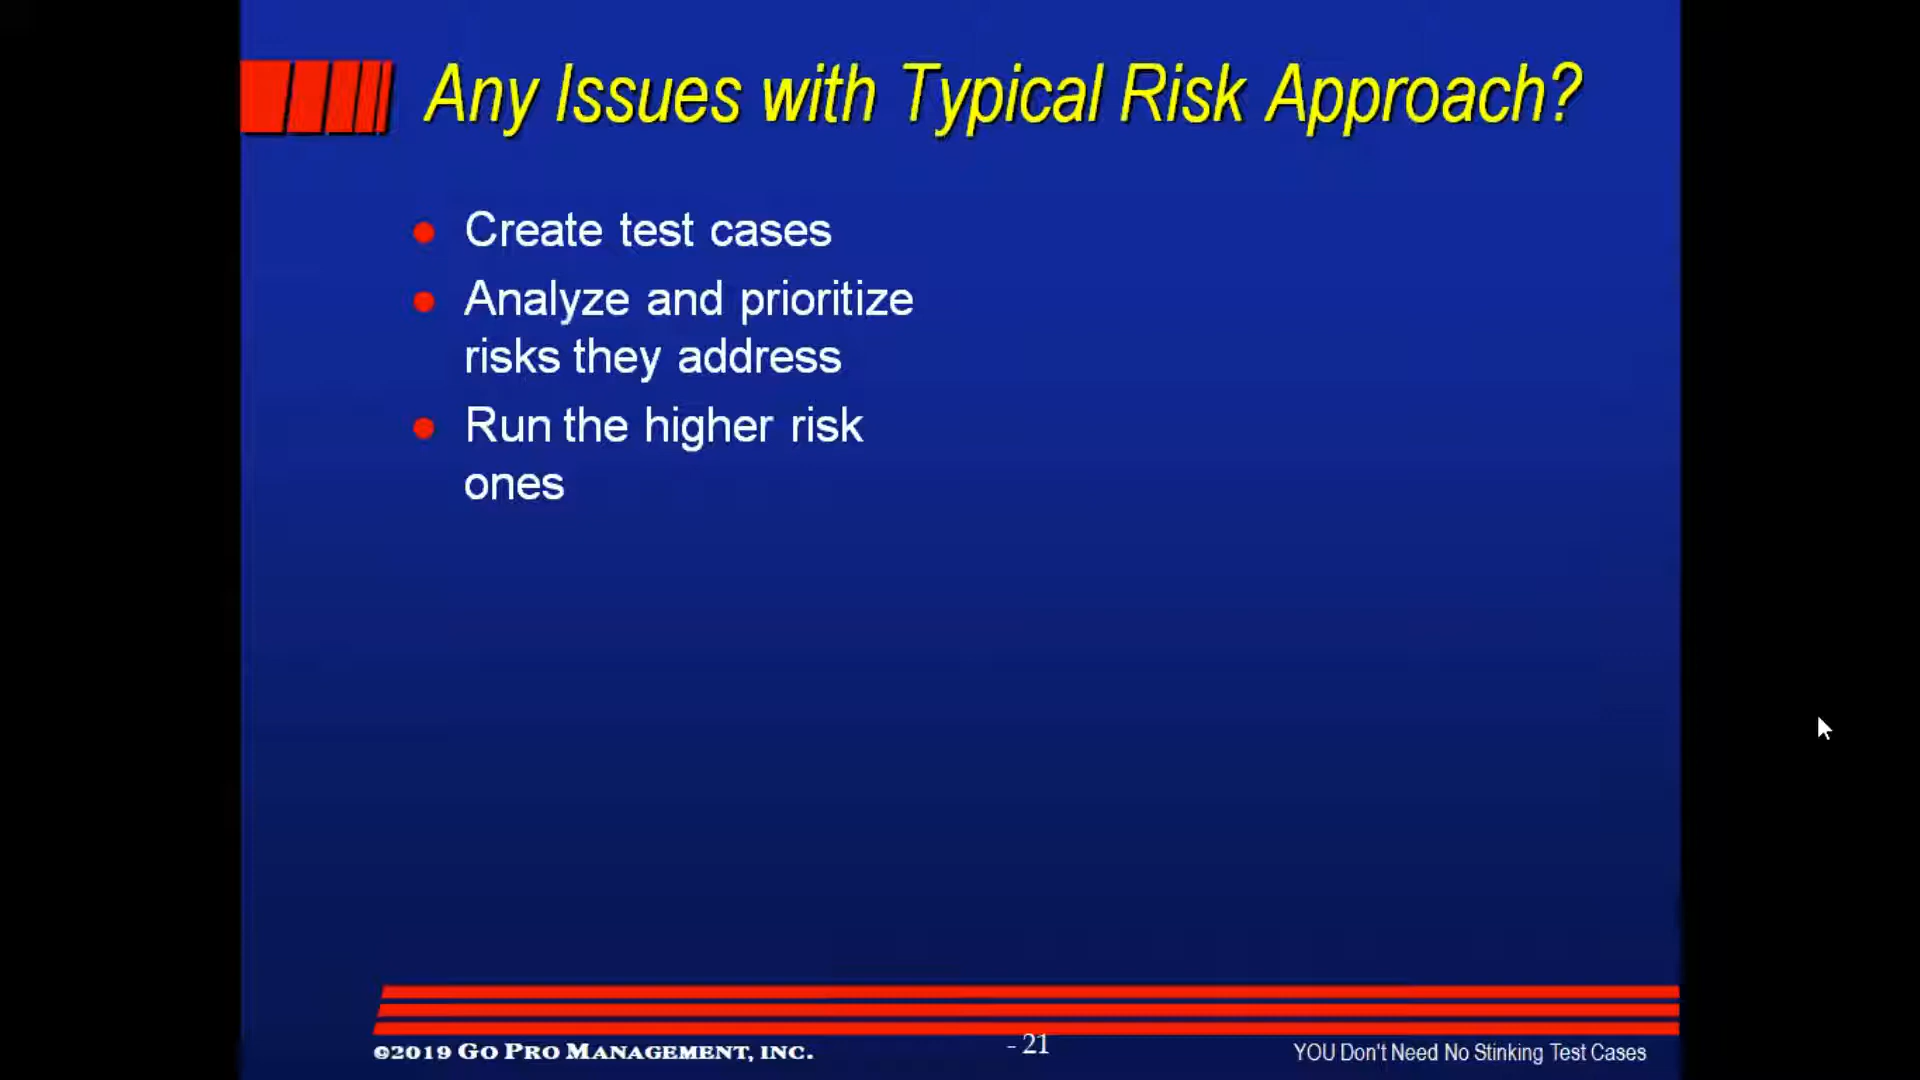 Any Issues with Typical Risk Approach?
Create test cases
Analyze and prioritize
risks they address
Run the higher risk
ones
©2019 GO PRO MANAGEMENT, INC.
- 21
YOU Don't Need No Stinking Test Cases